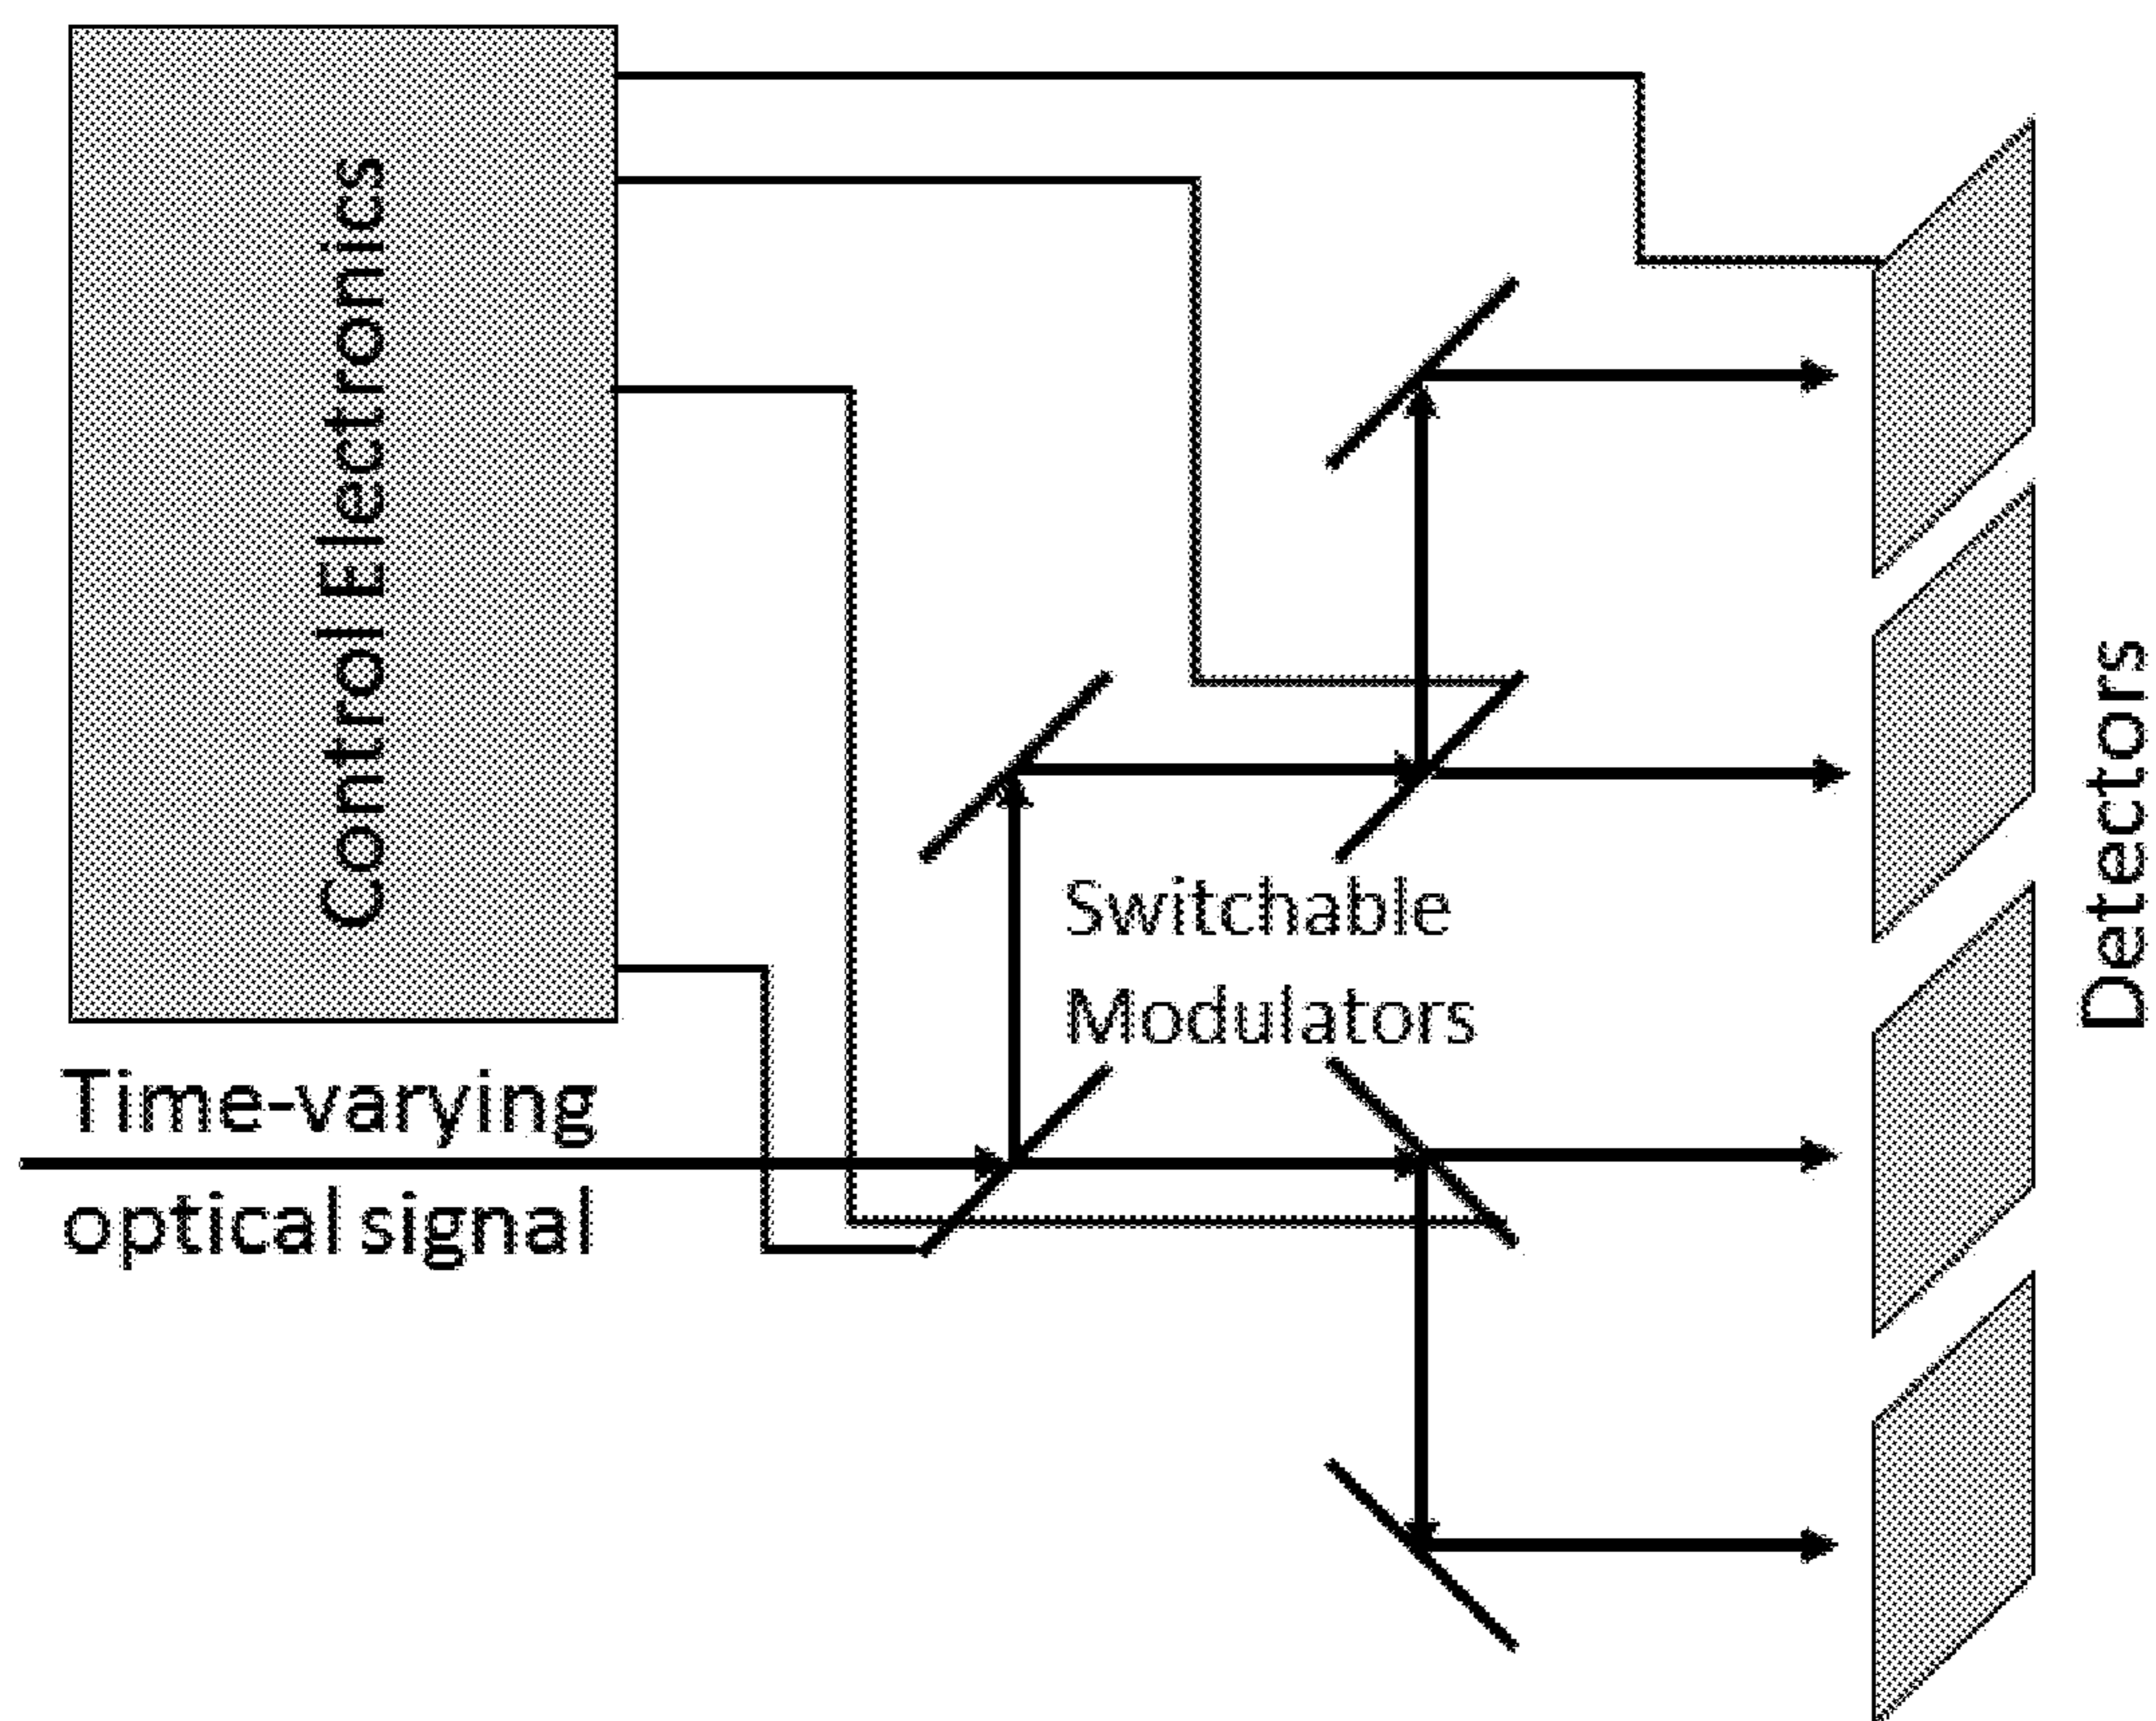 Control Electronics
Switchable
Modulators
Time-varying
optical signal
Detectors